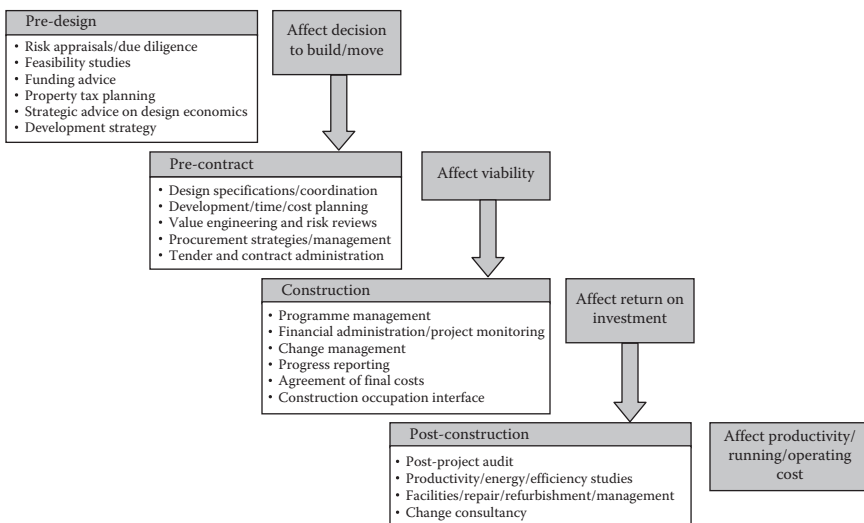 Pre-design
• Risk appraisals/due diligence
• Feasibility studies
• Funding advice
• Property tax planning
• Strategic advice on design economics
• Development strategy
Affect decision
to build/move
Pre-contract
• Design specifications/coordination
• Development/time/cost planning
• Value engineering and risk reviews
• Procurement strategies/management
• Tender and contract administration
Affect viability
Construction
• Programme management
• Financial administration/project monitoring
• Change management
• Progress reporting
• Agreement of final costs
• Construction occupation interface
Affect return on
investment
Post-construction
• Post-project audit
• Productivity/energy/efficiency studies
• Facilities/repair/refurbishment/management
• Change consultancy
Affect productivity/
running/operating
cost